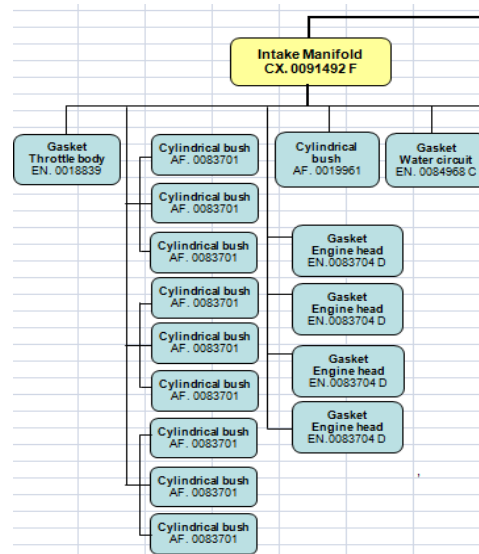 Intake Manifold
CX. 0091492 F
Gasket
Throttle body
EN. 0018839
Cylindrical bush
AF. 0083701
Cylindrical
bush
AF. 0019961
Gasket
Water circuit
EN. 0084968 C
Cylindrical bush
AF. 0083701
Cylindrical bush
AF. 0083701
Gasket
Engine head
EN.0083704 D
Cylindrical bush
AF. 0083701
Gasket
Engine head
EN.0083704 D
Cylindrical bush
AF. 0083701
Gasket
Engine head
EN.0083704 D
Cylindrical bush
AF. 0083701
Gasket
Engine head
EN.0083704 D
Cylindrical bush
AF. 0083701
Cylindrical bush
AF. 0083701
Cylindrical bush
AF. 0083701